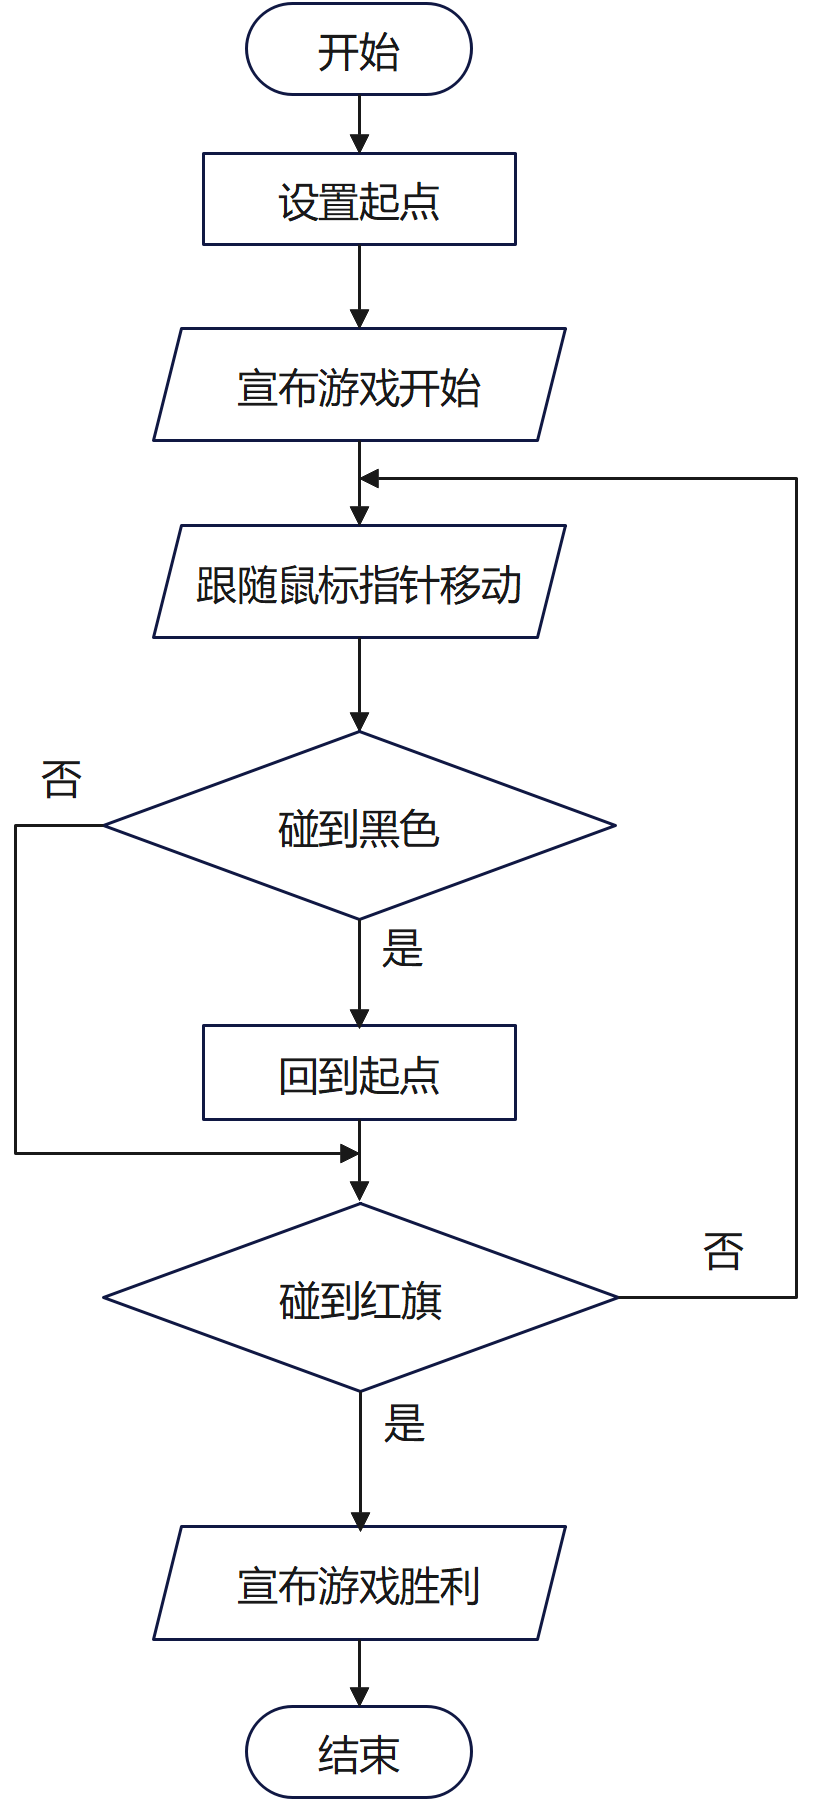 开始
设置起点
宣布游戏开始
跟随鼠标指针移动
否
碰到黑色
是
回到起点
否
碰到红旗
是
宣布游戏胜利
结束